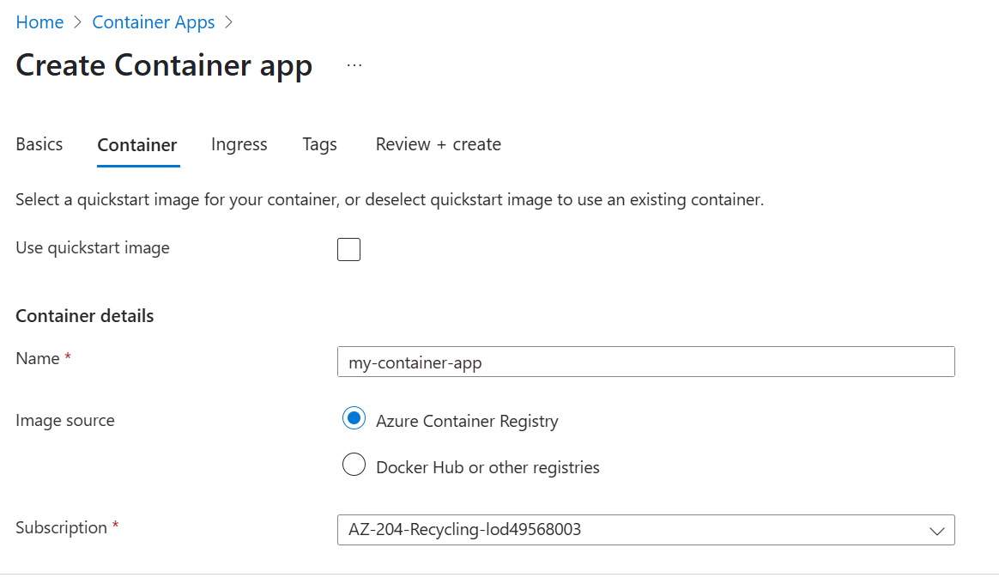 Home > Container Apps >
Create Container app ...
Basics Container Ingress Tags Review + create
Select a quickstart image for your container, or deselect quickstart image to use an existing container.
Use quickstart image
Container details
Name * my-container-app
Image source Azure Container Registry
Docker Hub or other registries
Subscription * AZ-204-Recycling-lod49568003